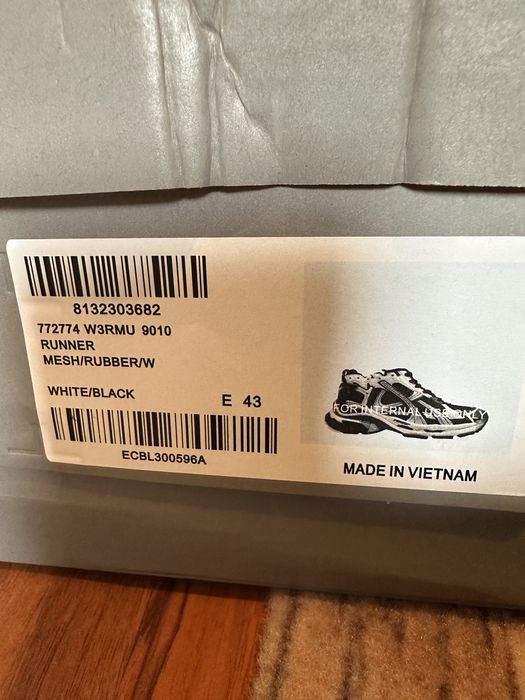 8132303682
772774 W3RMU 9010
RUNNER
MESH/RUBBER/W
WHITE/BLACK
E 43
ECBL300596A
FOR INTERNAL USE ONLY
MADE IN VIETNAM